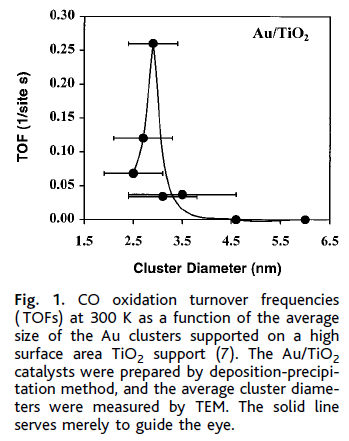 0.30
Au/TiO₂
0.25
0.20
0.15
0.10
0.05
0.00
TOF (1/site s)
1.5 2.5 3.5 4.5 5.5 6.5
Cluster Diameter (nm)
Fig. 1. CO oxidation turnover frequencies
(TOFs) at 300 K as a function of the average
size of the Au clusters supported on a high
surface area TiO₂ support (7). The Au/TiO₂
catalysts were prepared by deposition-precipi-
tation method, and the average cluster diame-
ters were measured by TEM. The solid line
serves merely to guide the eye.